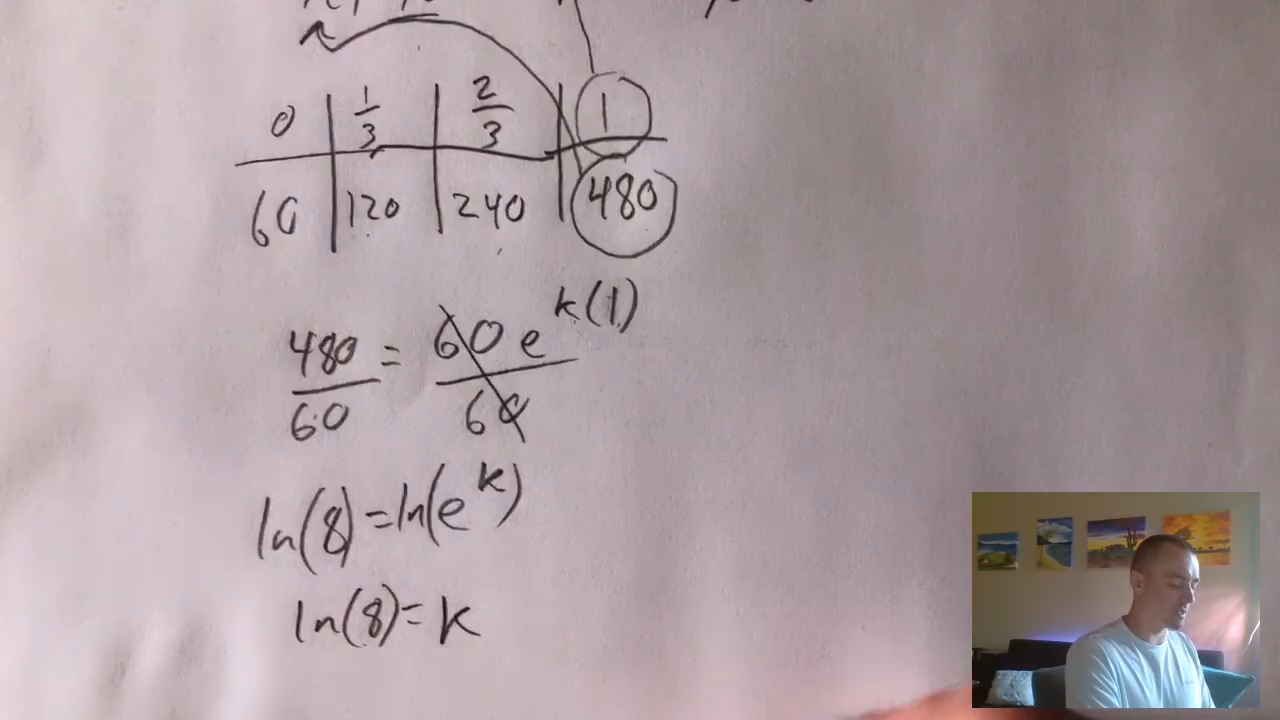 0 1/3 2/3 1
60 120 240 480
480/60 = 60e^k(1)/60
ln(8)=ln(e^k)
ln(8)=k